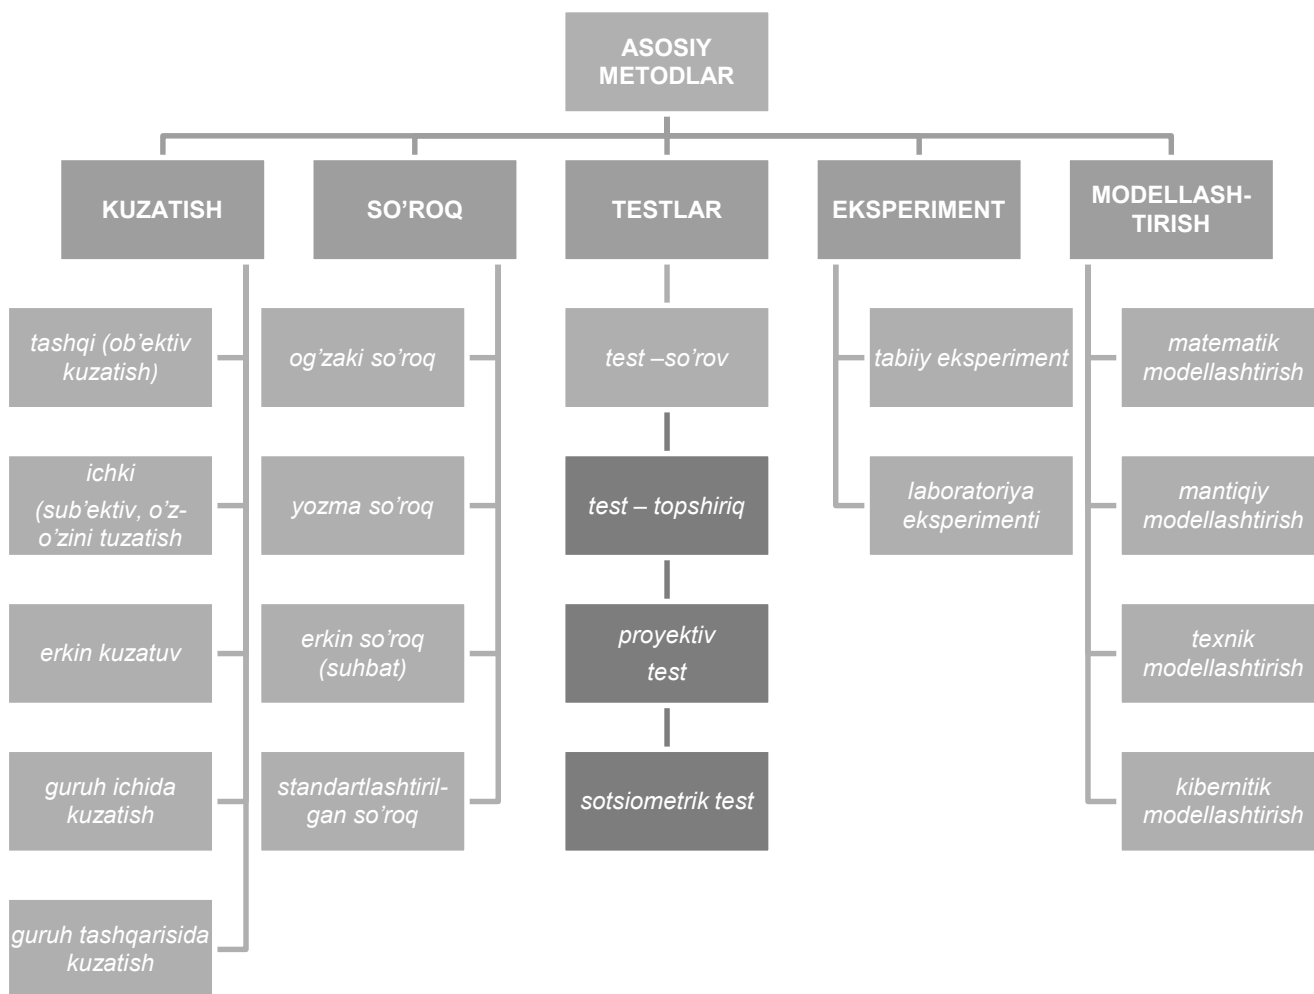 ASOSIY
METODLAR
KUZATISH
SO’ROQ
TESTLAR
EKSPERIMENT
MODELLASH-
TIRISH
tashqi (ob’ektiv
kuzatish)
ichki
(sub’ektiv, o’z-
o’zini tuzatish
erkin kuzatuv
guruh ichida
kuzatish
guruh tashqarisida
kuzatish
og’zaki so’roq
yozma so’roq
erkin so’roq
(suhbat)
standartlashtiril-
gan so’roq
test –so’rov
test – topshiriq
proyektiv
test
sotsiometrik test
tabiiy eksperiment
laboratoriya
eksperimenti
matematik
modellashtirish
mantiqiy
modellashtirish
texnik
modellashtirish
kibernitik
modellashtirish